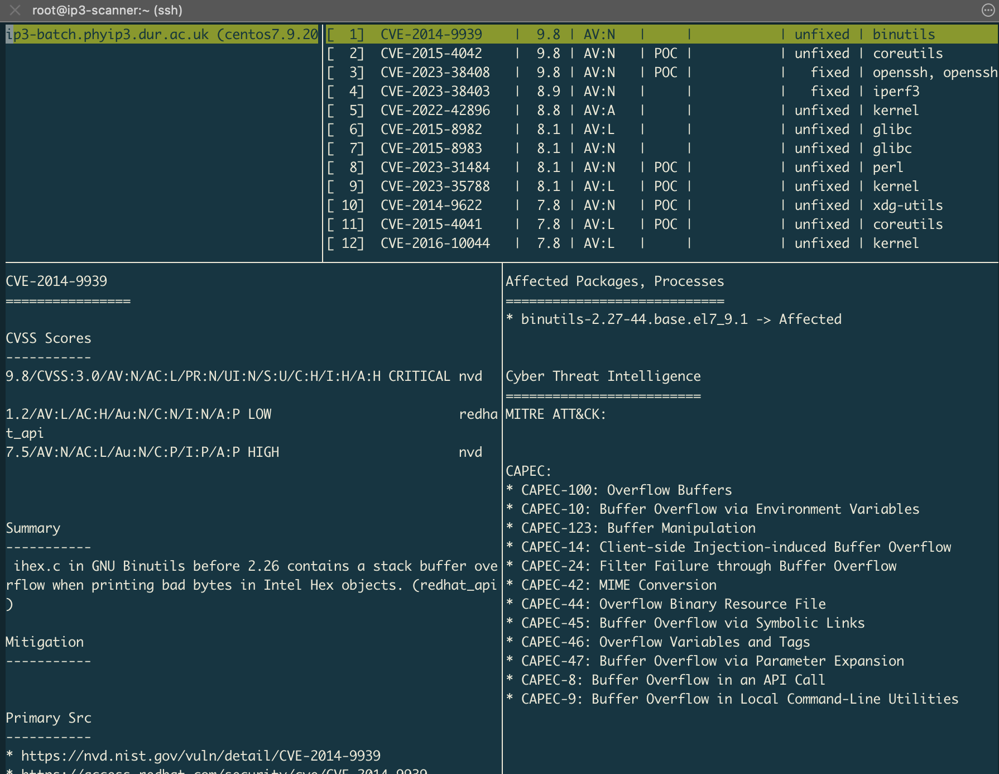 root@ip3-scanner:~ (ssh)
ip3-batch.phyip3.dur.ac.uk (centos7.9.20
[  1]  CVE-2014-9939    |  9.8 | AV:N   |     |           | unfixed | binutils
[  2]  CVE-2015-4042    |  9.8 | AV:N   | POC |           | unfixed | coreutils
[  3]  CVE-2023-38408   |  9.8 | AV:N   | POC |           |   fixed | openssh, openssh
[  4]  CVE-2023-38403   |  8.9 | AV:N   |     |           |   fixed | iperf3
[  5]  CVE-2022-42896   |  8.8 | AV:A   |     |           | unfixed | kernel
[  6]  CVE-2015-8982    |  8.1 | AV:L   |     |           | unfixed | glibc
[  7]  CVE-2015-8983    |  8.1 | AV:N   |     |           | unfixed | glibc
[  8]  CVE-2023-31484   |  8.1 | AV:N   | POC |           | unfixed | perl
[  9]  CVE-2023-35788   |  8.1 | AV:L   | POC |           | unfixed | kernel
[ 10]  CVE-2014-9622    |  7.8 | AV:N   | POC |           | unfixed | xdg-utils
[ 11]  CVE-2015-4041    |  7.8 | AV:L   | POC |           | unfixed | coreutils
[ 12]  CVE-2016-10044   |  7.8 | AV:L   |     |           | unfixed | kernel
CVE-2014-9939
================
CVSS Scores
-----------
9.8/CVSS:3.0/AV:N/AC:L/PR:N/UI:N/S:U/C:H/I:H/A:H CRITICAL nvd
1.2/AV:L/AC:H/Au:N/C:N/I:N/A:P LOW                        redha
t_api
7.5/AV:N/AC:L/Au:N/C:P/I:P/A:P HIGH                       nvd
Summary
-----------
ihex.c in GNU Binutils before 2.26 contains a stack buffer ove
rflow when printing bad bytes in Intel Hex objects. (redhat_api
)
Mitigation
-----------
Primary Src
-----------
* https://nvd.nist.gov/vuln/detail/CVE-2014-9939
* https://access.redhat.com/security/cve/CVE-2014-9939
Affected Packages, Processes
============================
* binutils-2.27-44.base.el7_9.1 -> Affected
Cyber Threat Intelligence
=========================
MITRE ATT&CK:
CAPEC:
* CAPEC-100: Overflow Buffers
* CAPEC-10: Buffer Overflow via Environment Variables
* CAPEC-123: Buffer Manipulation
* CAPEC-14: Client-side Injection-induced Buffer Overflow
* CAPEC-24: Filter Failure through Buffer Overflow
* CAPEC-42: MIME Conversion
* CAPEC-44: Overflow Binary Resource File
* CAPEC-45: Buffer Overflow via Symbolic Links
* CAPEC-46: Overflow Variables and Tags
* CAPEC-47: Buffer Overflow via Parameter Expansion
* CAPEC-8: Buffer Overflow in an API Call
* CAPEC-9: Buffer Overflow in Local Command-Line Utilities